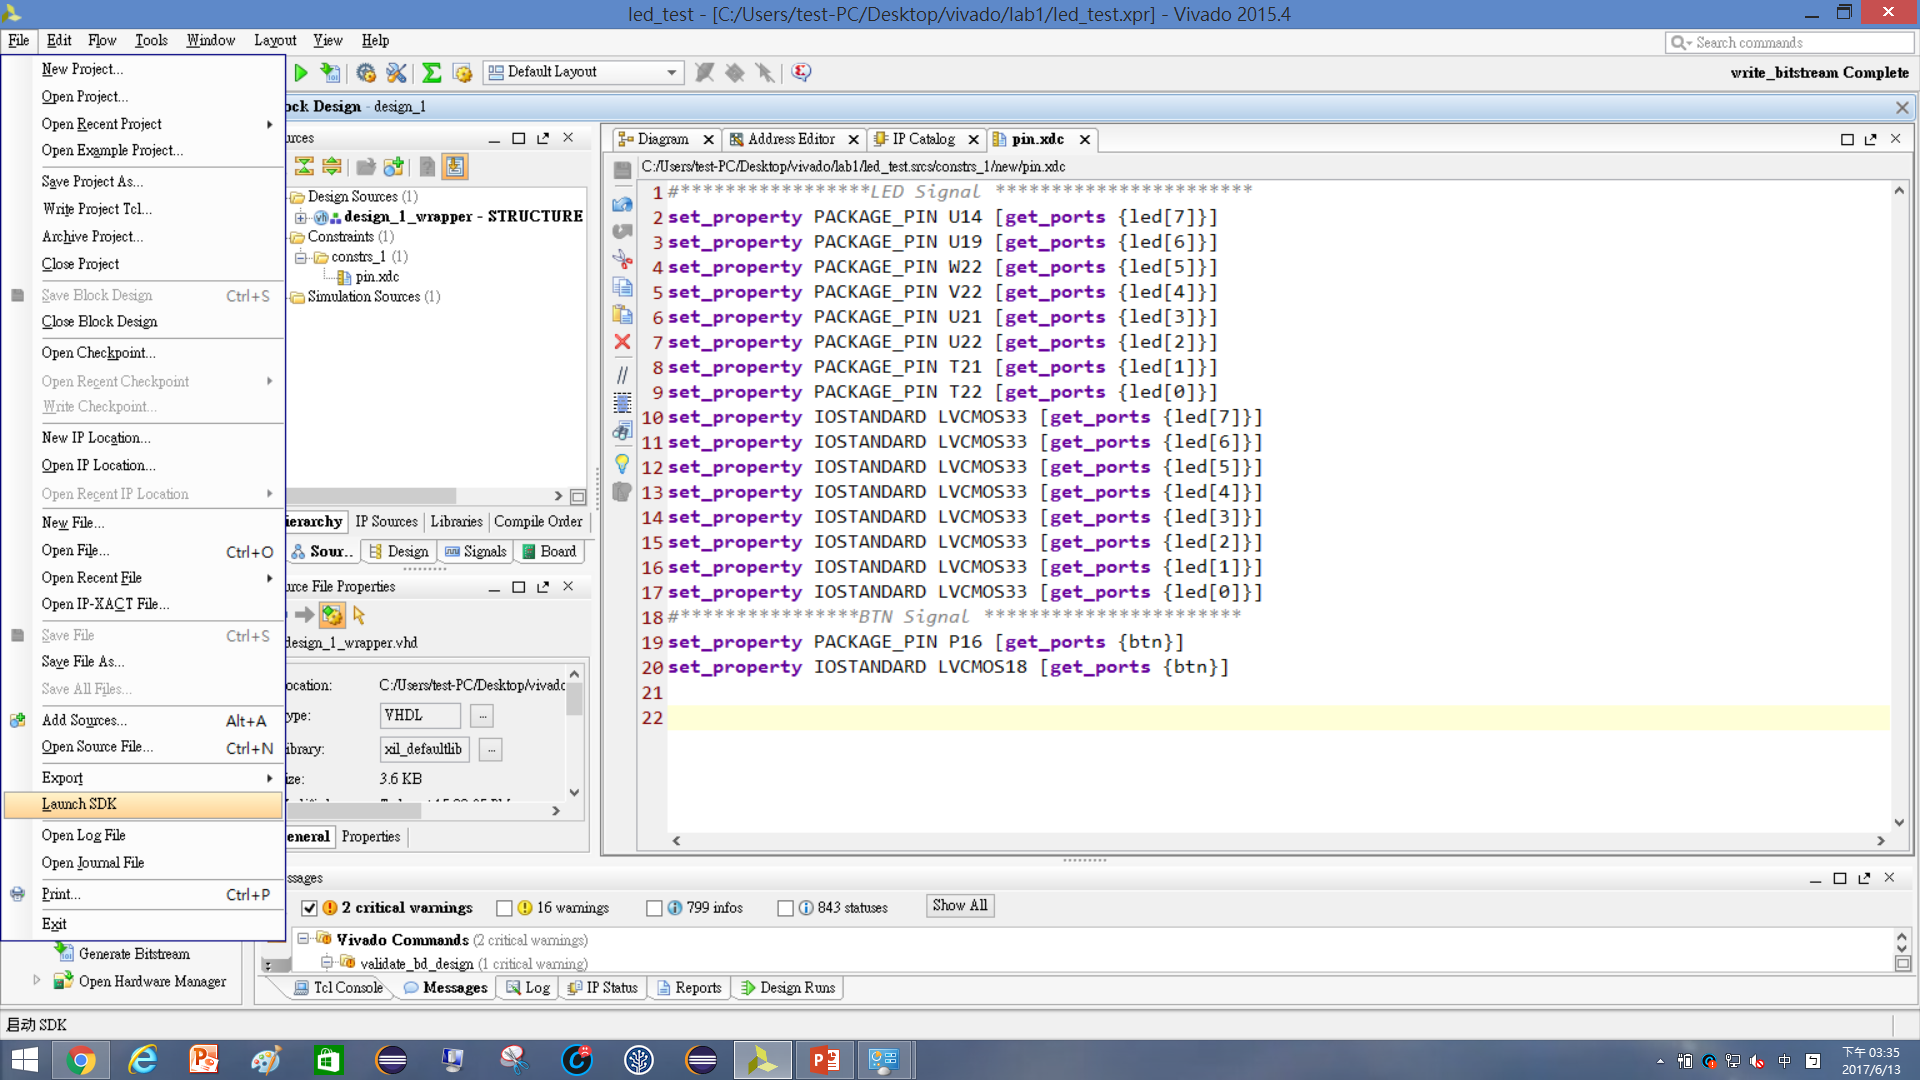 led_test - [C:/Users/test-PC/Desktop/vivado/lab1/led_test.xpr] - Vivado 2015.4
File Edit Flow Tools Window Layout View Help
Search commands
Default Layout
write_bitstream Complete
New Project...
Open Project...
Open Recent Project
Open Example Project...
Save Project As...
Write Project Tcl...
Archive Project...
Close Project
Save Block Design Ctrl+S
Close Block Design
Open Checkpoint...
Open Recent Checkpoint
Write Checkpoint...
New IP Location...
Open IP Location...
Open Recent IP Location
New File...
Open File... Ctrl+O
Open Recent File
Open IP-XACT File...
Save File Ctrl+S
Save File As...
Save All Files...
Add Sources... Alt+A
Open Source File... Ctrl+N
Export
Launch SDK
Open Log File
Open Journal File
Print... Ctrl+P
Exit
Generate Bitstream
Open Hardware Manager
ock Design - design_1
urces
Design Sources (1)
design_1_wrapper - STRUCTURE
Constraints (1)
constrs_1 (1)
pin.xdc
Simulation Sources (1)
ierarchy IP Sources Libraries Compile Order
Sour.. Design Signals Board
urce File Properties
design_1_wrapper.vhd
ocation: C:/Users/test-PC/Desktop/vivado
ype: VHDL ...
ibrary: xil_defaultlib ...
ize: 3.6 KB
eneral Properties
Diagram Address Editor IP Catalog pin.xdc
C:/Users/test-PC/Desktop/vivado/lab1/led_test.srcs/constrs_1/new/pin.xdc
1 #*****************LED Signal ***********************
2 set_property PACKAGE_PIN U14 [get_ports {led[7]}]
3 set_property PACKAGE_PIN U19 [get_ports {led[6]}]
4 set_property PACKAGE_PIN W22 [get_ports {led[5]}]
5 set_property PACKAGE_PIN V22 [get_ports {led[4]}]
6 set_property PACKAGE_PIN U21 [get_ports {led[3]}]
7 set_property PACKAGE_PIN U22 [get_ports {led[2]}]
8 set_property PACKAGE_PIN T21 [get_ports {led[1]}]
9 set_property PACKAGE_PIN T22 [get_ports {led[0]}]
10 set_property IOSTANDARD LVCMOS33 [get_ports {led[7]}]
11 set_property IOSTANDARD LVCMOS33 [get_ports {led[6]}]
12 set_property IOSTANDARD LVCMOS33 [get_ports {led[5]}]
13 set_property IOSTANDARD LVCMOS33 [get_ports {led[4]}]
14 set_property IOSTANDARD LVCMOS33 [get_ports {led[3]}]
15 set_property IOSTANDARD LVCMOS33 [get_ports {led[2]}]
16 set_property IOSTANDARD LVCMOS33 [get_ports {led[1]}]
17 set_property IOSTANDARD LVCMOS33 [get_ports {led[0]}]
18 #****************BTN Signal ***********************
19 set_property PACKAGE_PIN P16 [get_ports {btn}]
20 set_property IOSTANDARD LVCMOS18 [get_ports {btn}]
21
22
ssages
2 critical warnings 16 warnings 799 infos 843 statuses Show All
Vivado Commands (2 critical warnings)
validate_bd_design (1 critical warning)
Tcl Console Messages Log IP Status Reports Design Runs
启动 SDK
中
下午 03:35
2017/6/13